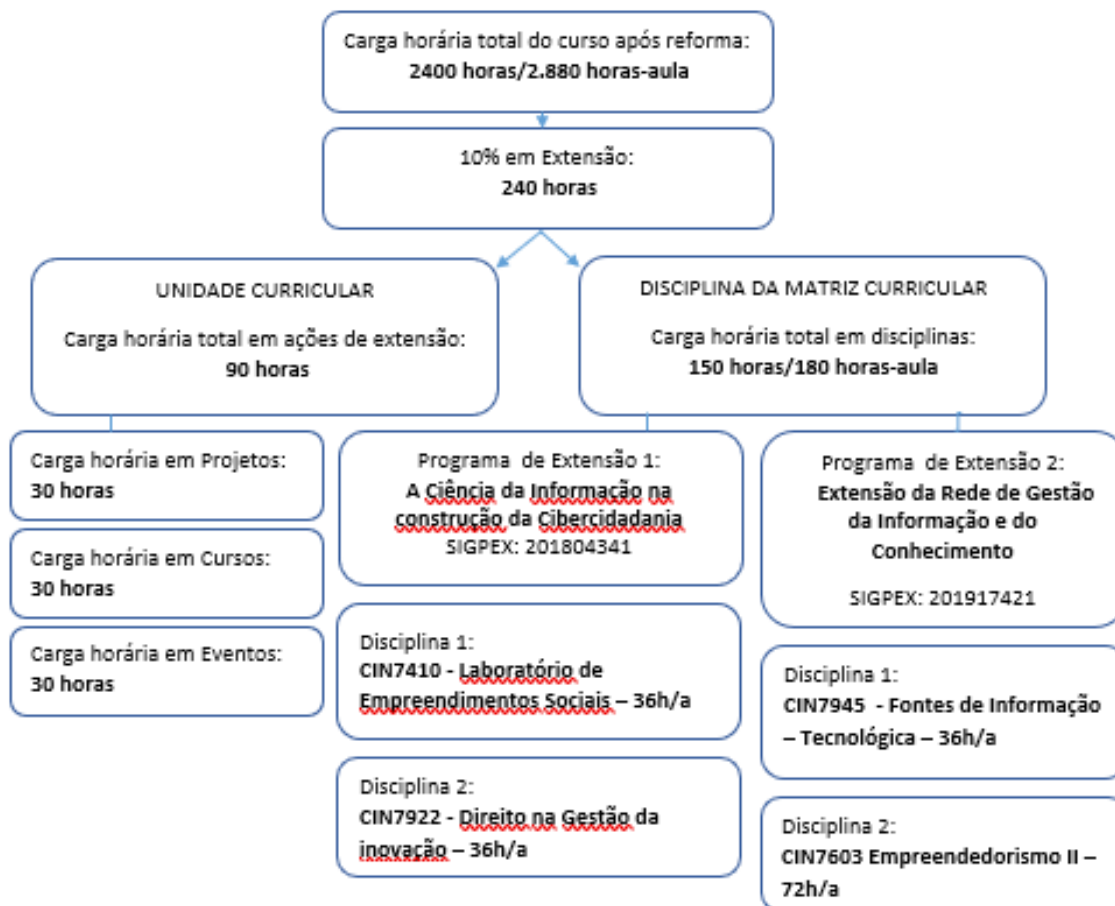 Carga horária total do curso após reforma:
2400 horas/2.880 horas-aula
10% em Extensão:
240 horas
UNIDADE CURRICULAR
Carga horária total em ações de extensão:
90 horas
DISCIPLINA DA MATRIZ CURRICULAR
Carga horária total em disciplinas:
150 horas/180 horas-aula
Carga horária em Projetos:
30 horas
Carga horária em Cursos:
30 horas
Carga horária em Eventos:
30 horas
Programa de Extensão 1:
A Ciência da Informação na
construção da Cibercidadania
SIGPEX: 201804341
Disciplina 1:
CIN7410 - Laboratório de
Empreendimentos Sociais – 36h/a
Disciplina 2:
CIN7922 - Direito na Gestão da
inovação – 36h/a
Programa de Extensão 2:
Extensão da Rede de Gestão
da Informação e do
Conhecimento
SIGPEX: 201917421
Disciplina 1:
CIN7945 - Fontes de Informação
– Tecnológica – 36h/a
Disciplina 2:
CIN7603 Empreendedorismo II –
72h/a